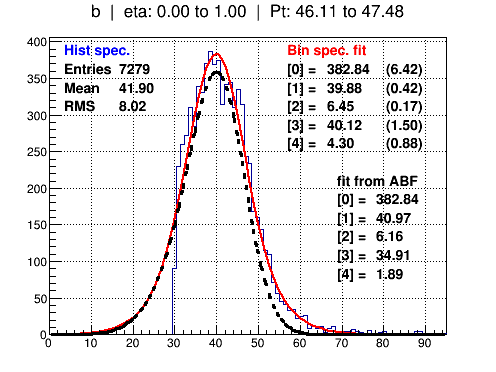 b | eta: 0.00 to 1.00 | Pt: 46.11 to 47.48
Hist spec.
Entries 7279
Mean 41.90
RMS 8.02
Bin spec. fit
[0] = 382.84 (6.42)
[1] = 39.88 (0.42)
[2] = 6.45 (0.17)
[3] = 40.12 (1.50)
[4] = 4.30 (0.88)
fit from ABF
[0] = 382.84
[1] = 40.97
[2] = 6.16
[3] = 34.91
[4] = 1.89
400
350
300
250
200
150
100
50
0
0 10 20 30 40 50 60 70 80 90